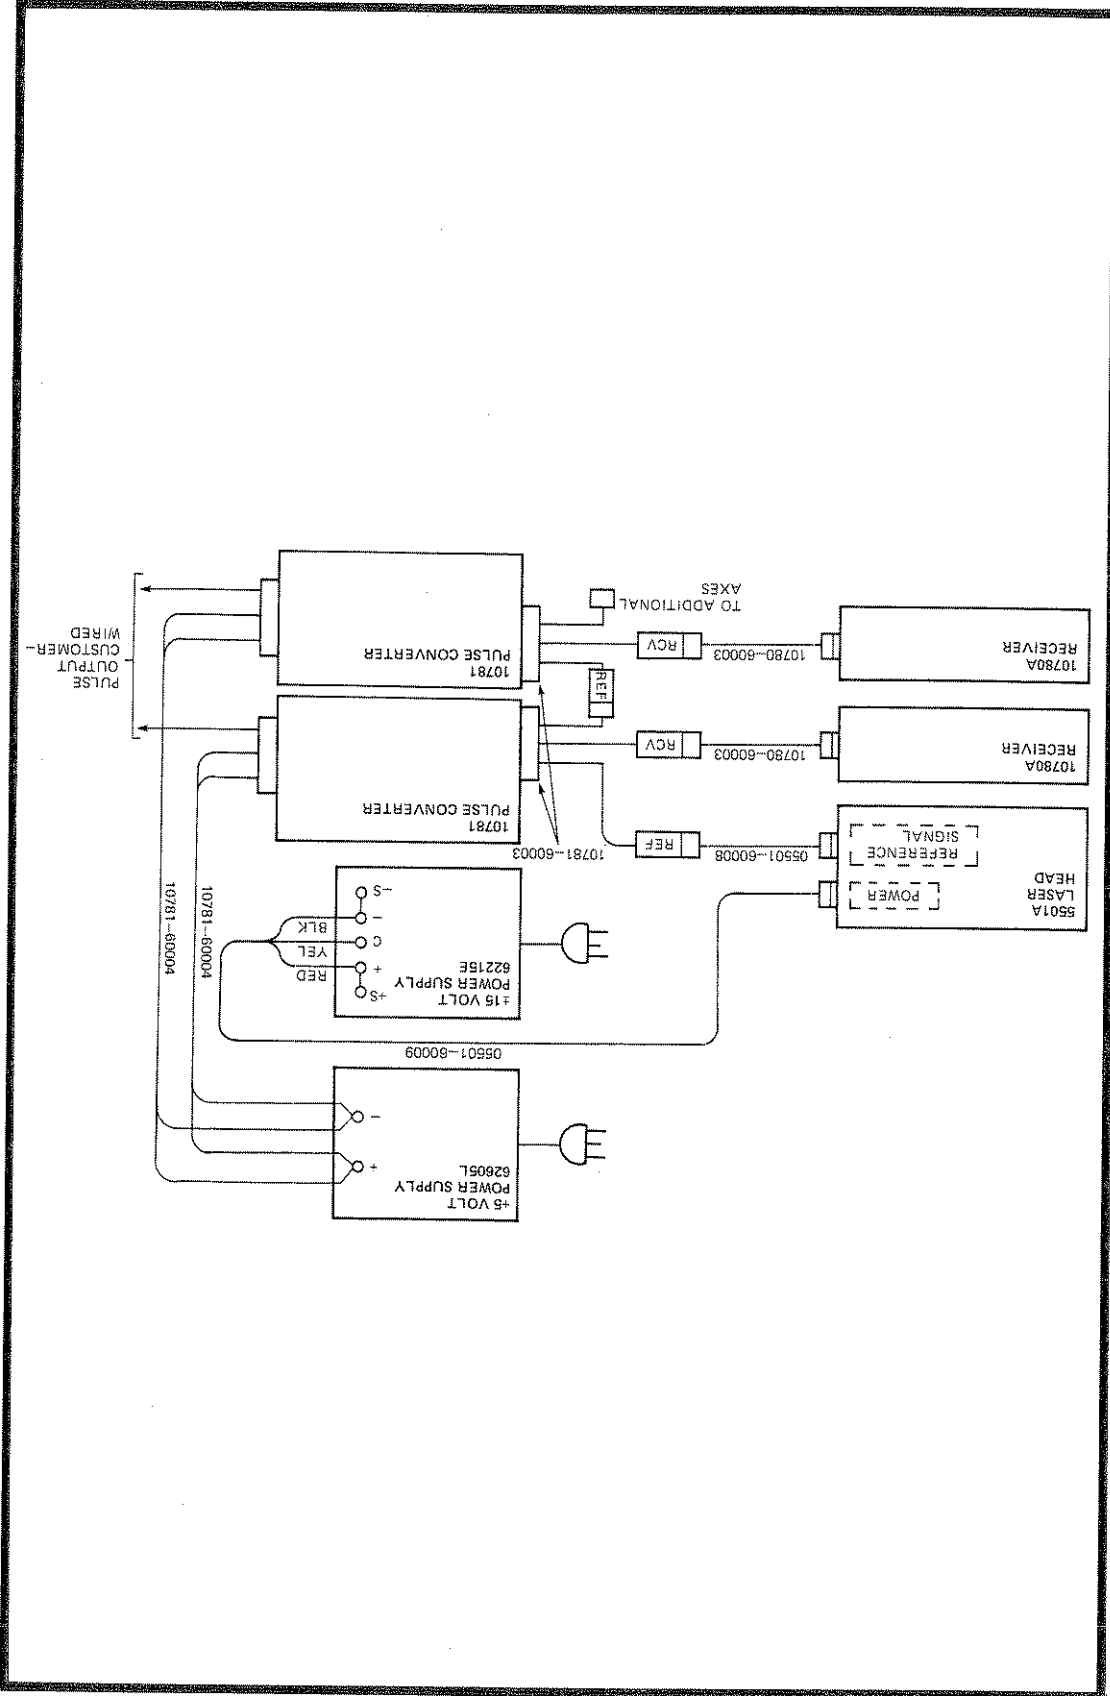 +5 VOLT
POWER SUPPLY
62605L
+
−
05501-60009
±15 VOLT
POWER SUPPLY
62215E
+S
+
C
−
−S
RED
YEL
BLK
5501A
LASER
HEAD
POWER
REFERENCE
SIGNAL
05501-60008
REF
10781-60003
10781
PULSE CONVERTER
10781-60004
10781-60004
10780A
RECEIVER
10780-60003
RCV
REF
10781
PULSE CONVERTER
10780A
RECEIVER
10780-60003
RCV
TO ADDITIONAL
AXES
PULSE
OUTPUT
CUSTOMER-
WIRED